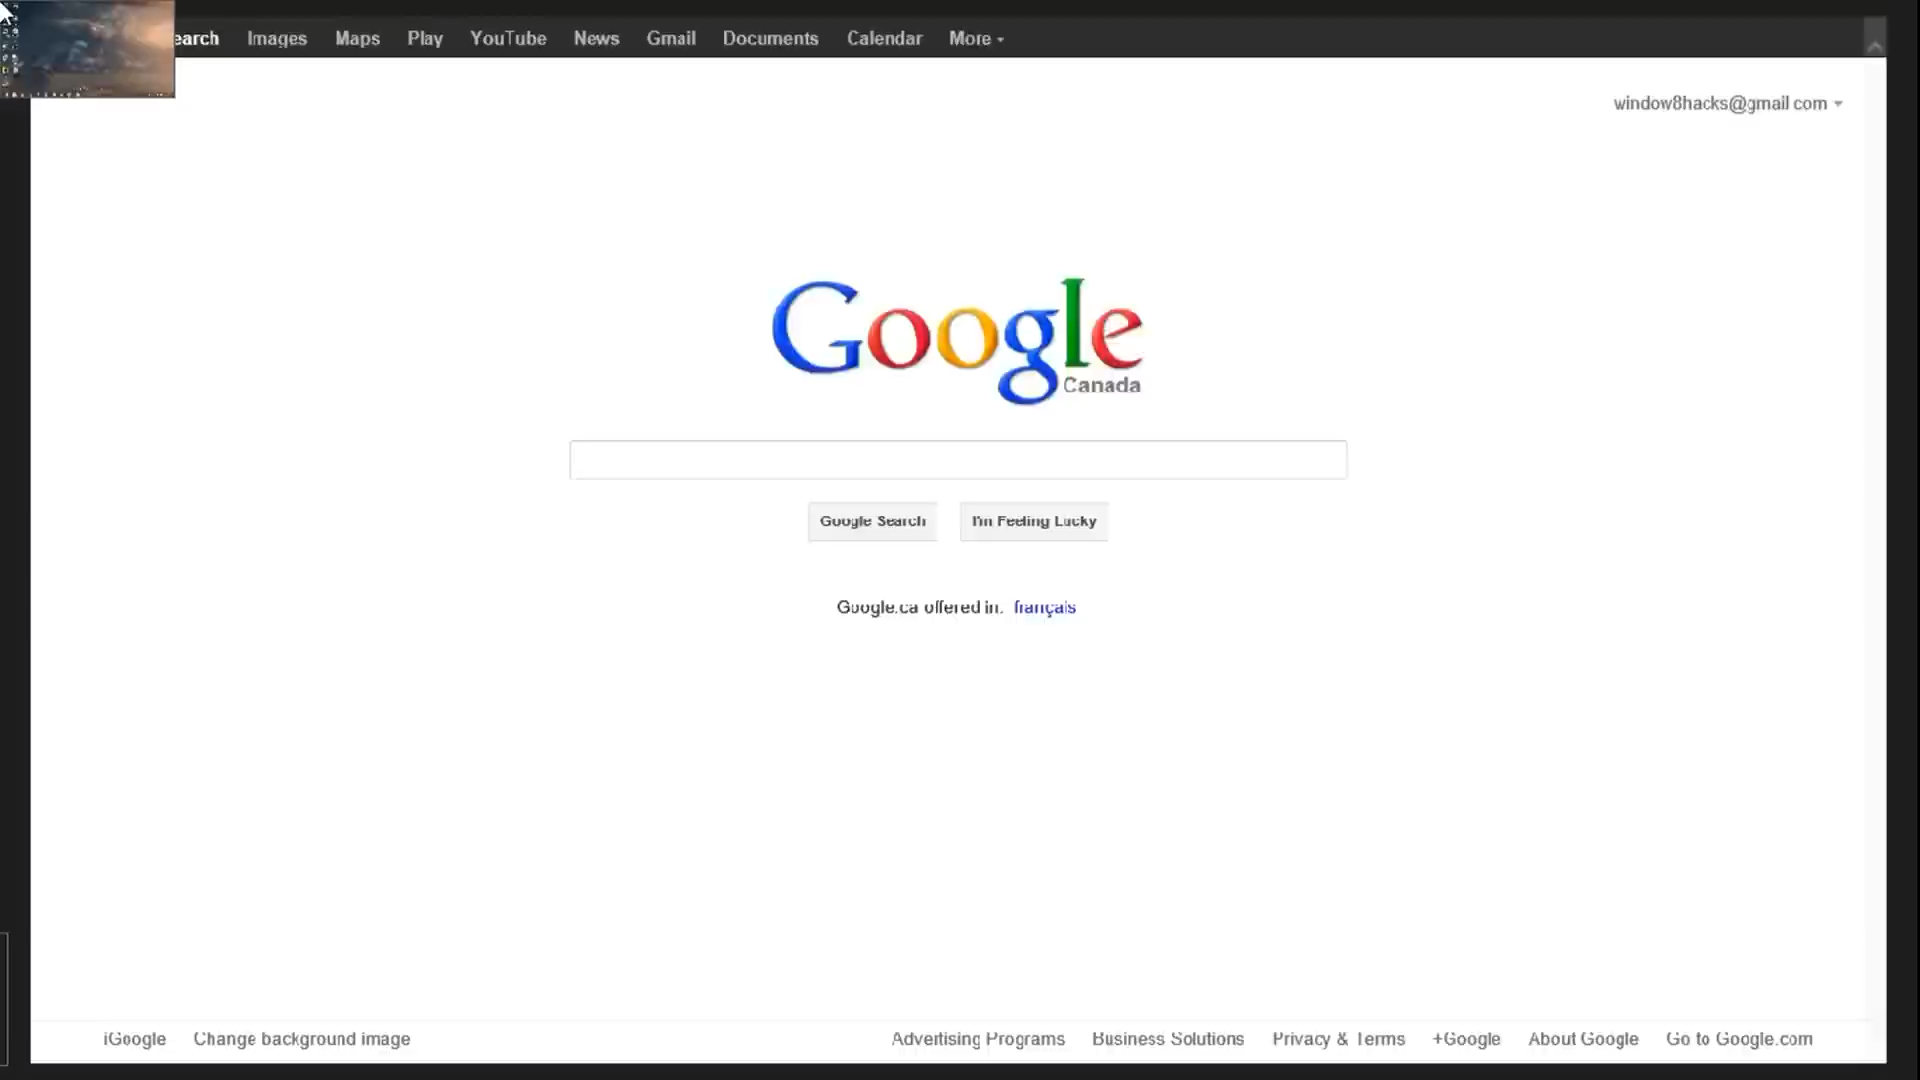 earch Images Maps Play YouTube News Gmail Documents Calendar More
window8hacks@gmail.com
Google
Canada
Google Search I'm Feeling Lucky
Google.ca offered in: français
iGoogle Change background image Advertising Programs Business Solutions Privacy & Terms +Google About Google Go to Google.com